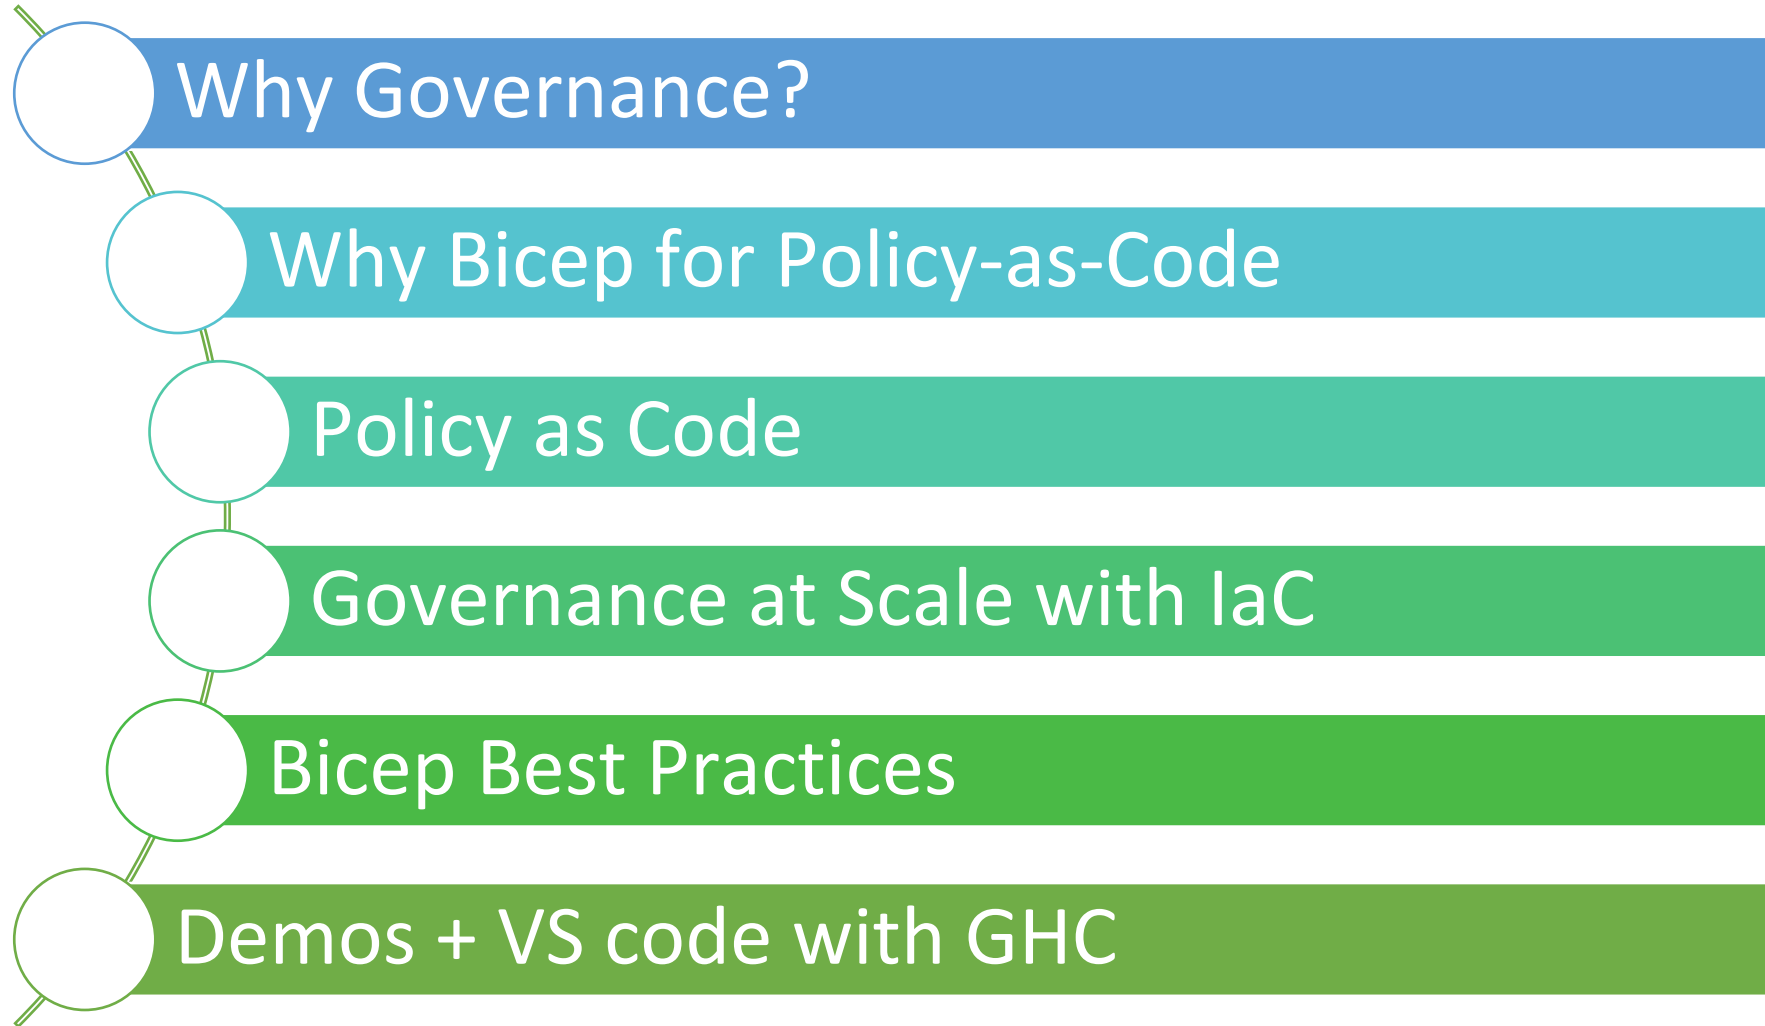 Why Governance?
Why Bicep for Policy-as-Code
Policy as Code
Governance at Scale with IaC
Bicep Best Practices
Demos + VS code with GHC